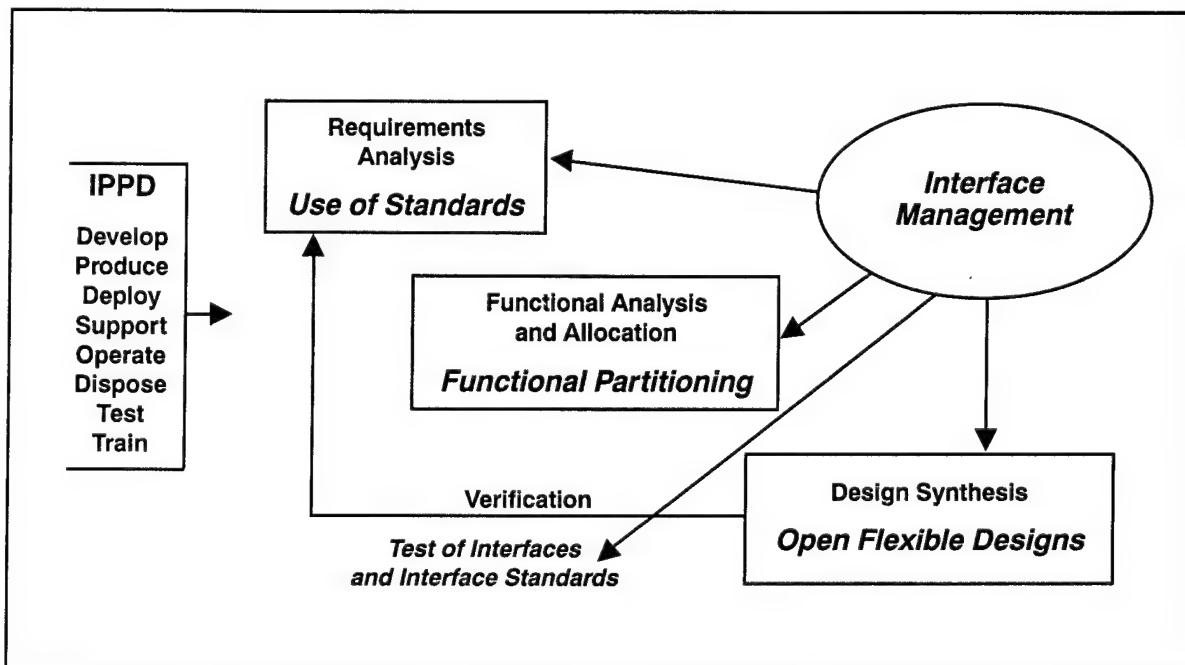 IPPD
Develop
Produce
Deploy
Support
Operate
Dispose
Test
Train
Requirements
Analysis
Use of Standards
Interface
Management
Functional Analysis
and Allocation
Functional Partitioning
Design Synthesis
Open Flexible Designs
Verification
Test of Interfaces
and Interface Standards